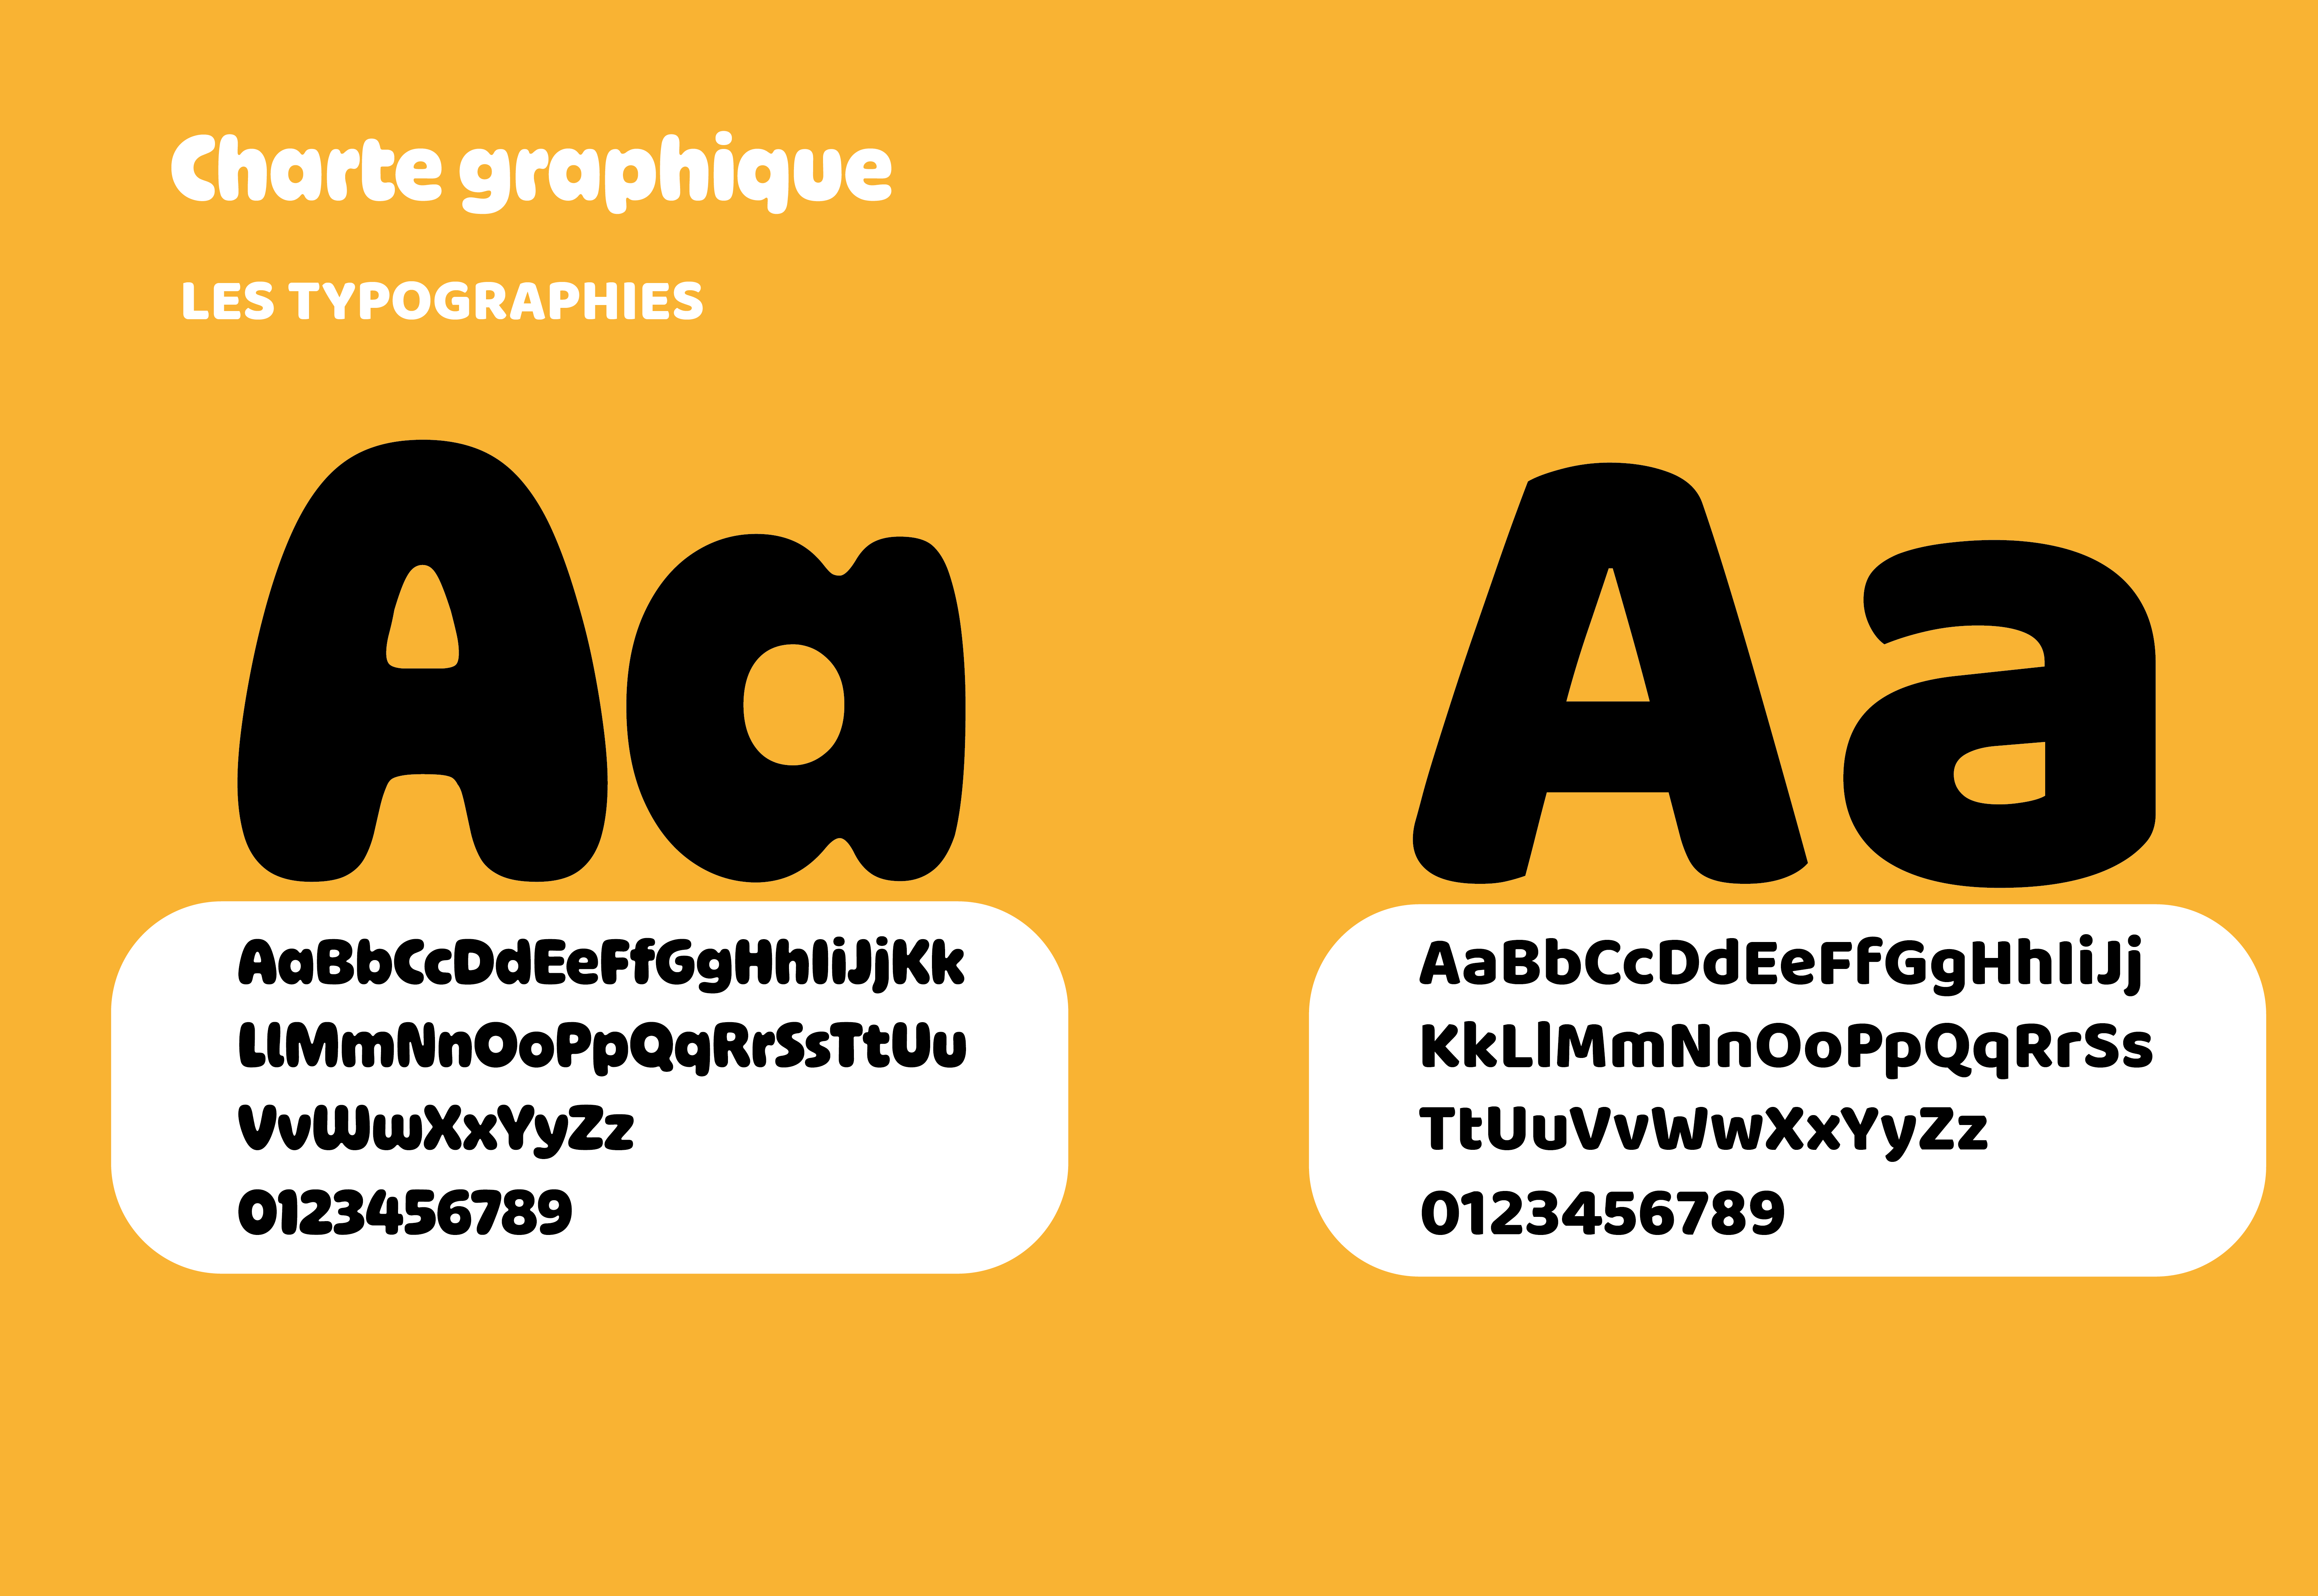 Charte graphique
LES TYPOGRAPHIES
Aa
AaBbCcDdEeFfGgHhIiJjKk
LlMmNnOoPpQqRrSsTtUu
VvWwXxYyZz
0123456789
Aa
AaBbCcDdEeFfGgHhIiJj
KkLlMmNnOoPpQqRrSs
TtUuVvWwXxYyZz
0123456789